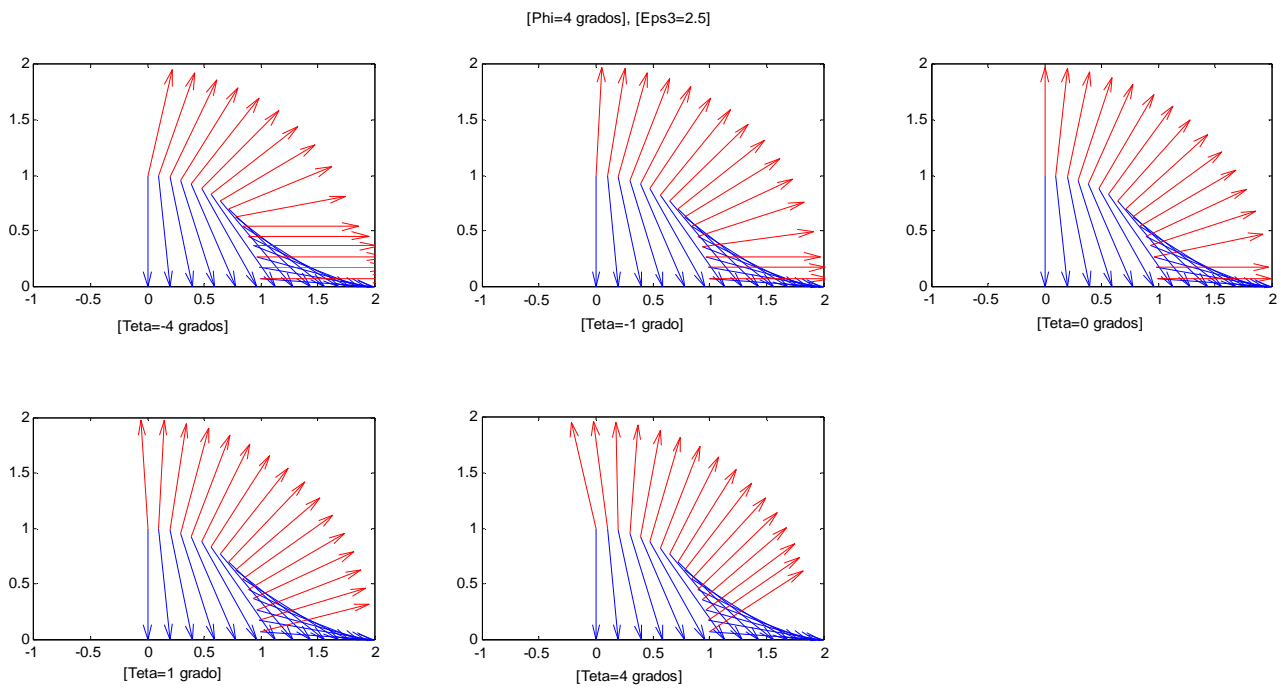 [Phi=4 grados], [Eps3=2.5]
2
1.5
1
0.5
0
-1 -0.5 0 0.5 1 1.5 2
[Teta=-4 grados]
2
1.5
1
0.5
0
-1 -0.5 0 0.5 1 1.5 2
[Teta=-1 grado]
2
1.5
1
0.5
0
-1 -0.5 0 0.5 1 1.5 2
[Teta=0 grados]
2
1.5
1
0.5
0
-1 -0.5 0 0.5 1 1.5 2
[Teta=1 grado]
2
1.5
1
0.5
0
-1 -0.5 0 0.5 1 1.5 2
[Teta=4 grados]